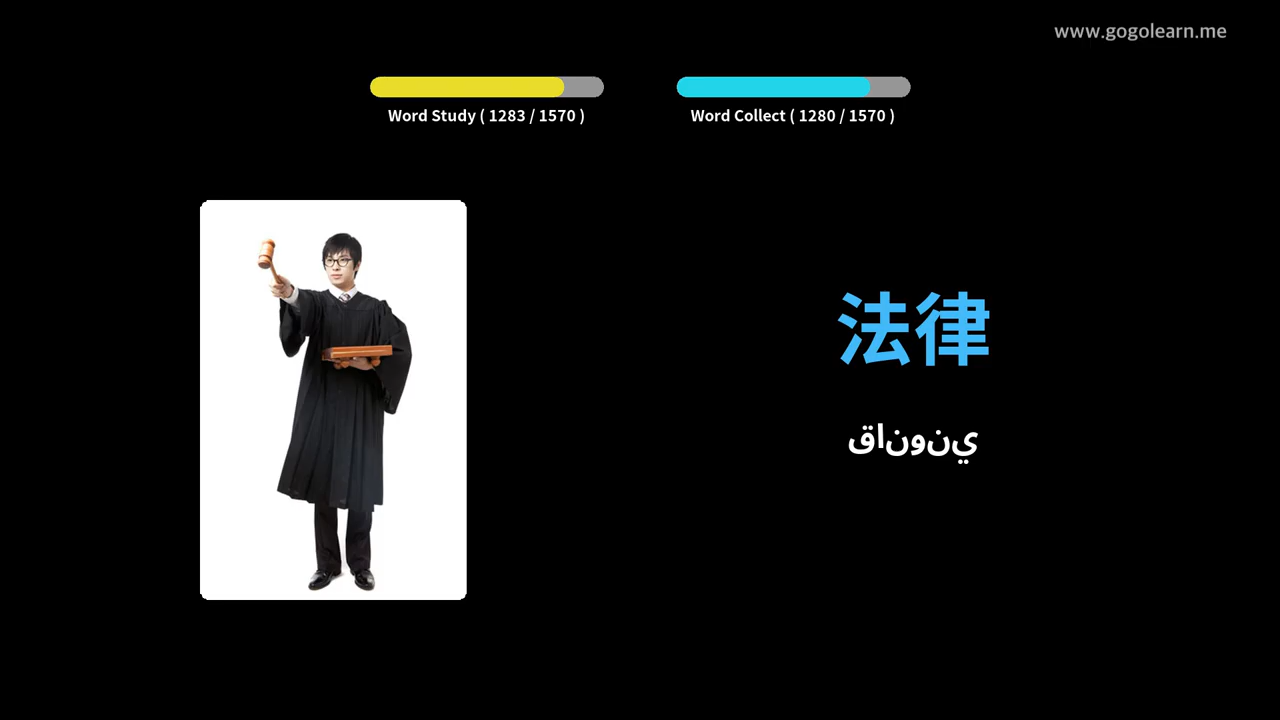 www.gogolearn.me
Word Study ( 1283 / 1570 )
Word Collect ( 1280 / 1570 )
法律
قانوني